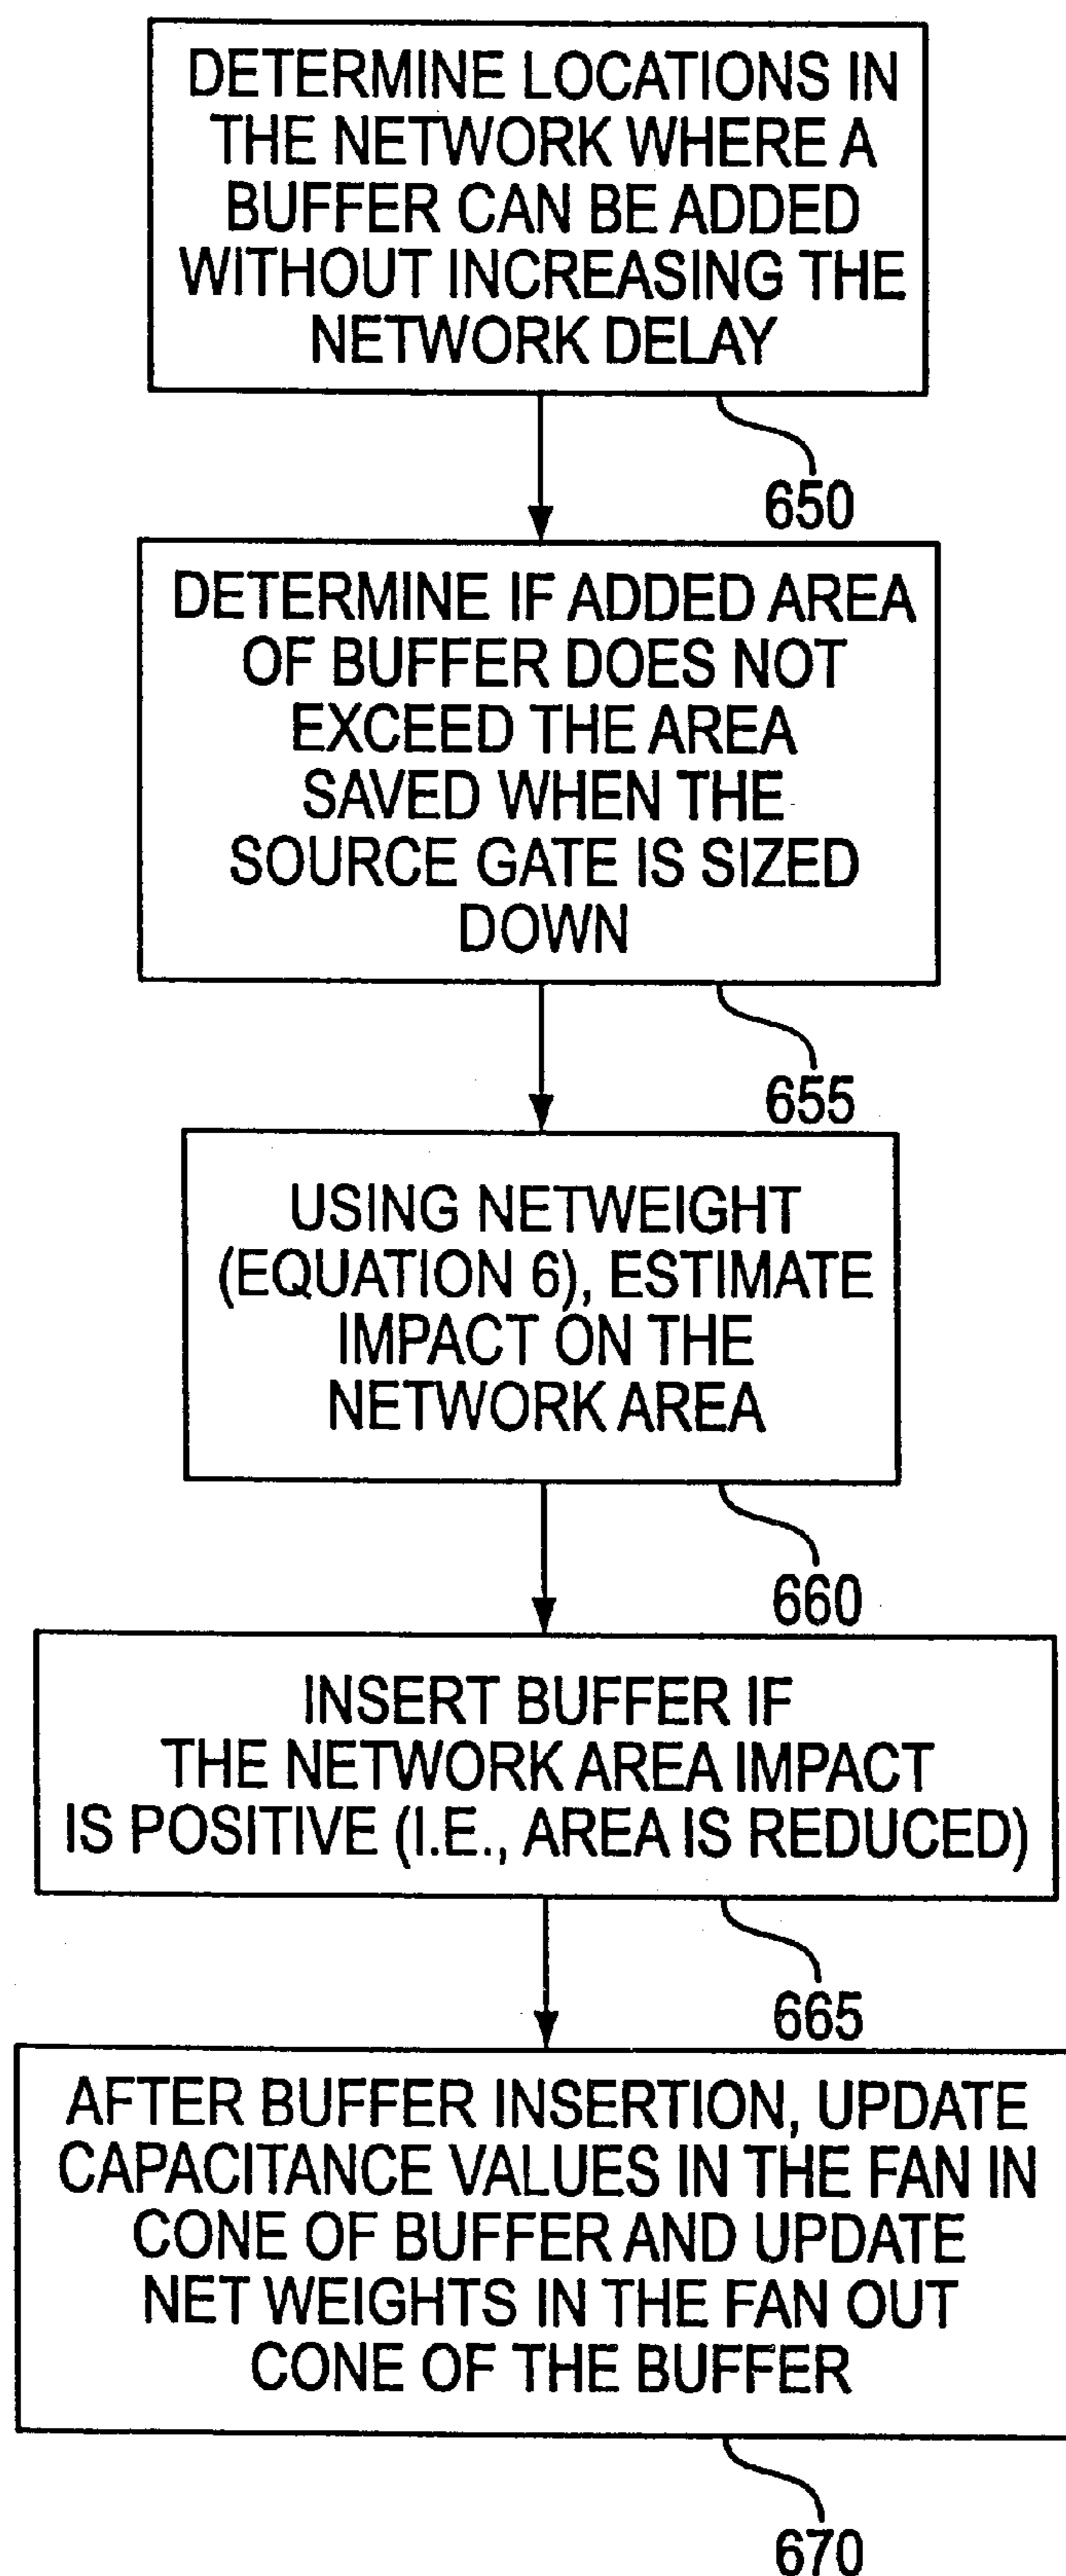 DETERMINE LOCATIONS IN
THE NETWORK WHERE A
BUFFER CAN BE ADDED
WITHOUT INCREASING THE
NETWORK DELAY
650
DETERMINE IF ADDED AREA
OF BUFFER DOES NOT
EXCEED THE AREA
SAVED WHEN THE
SOURCE GATE IS SIZED
DOWN
655
USING NETWEIGHT
(EQUATION 6), ESTIMATE
IMPACT ON THE
NETWORK AREA
660
INSERT BUFFER IF
THE NETWORK AREA IMPACT
IS POSITIVE (I.E., AREA IS REDUCED)
665
AFTER BUFFER INSERTION, UPDATE
CAPACITANCE VALUES IN THE FAN IN
CONE OF BUFFER AND UPDATE
NET WEIGHTS IN THE FAN OUT
CONE OF THE BUFFER
670